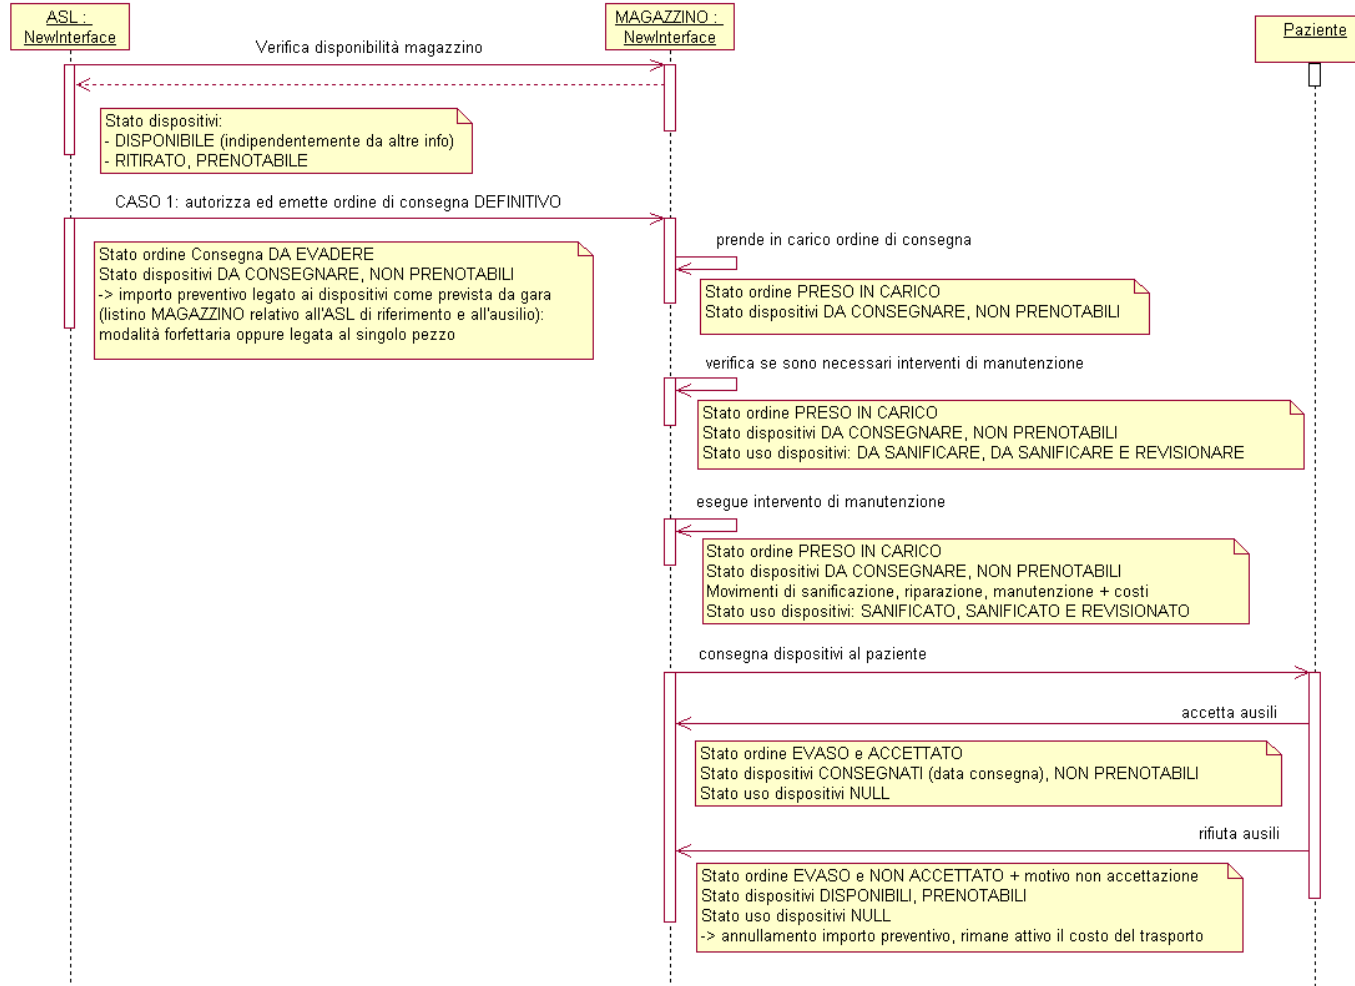 ASL :
NewInterface
MAGAZZINO :
NewInterface
Paziente
Verifica disponibilità magazzino
Stato dispositivi:
- DISPONIBILE (indipendentemente da altre info)
- RITIRATO, PRENOTABILE
CASO 1: autorizza ed emette ordine di consegna DEFINITIVO
Stato ordine Consegna DA EVADERE
Stato dispositivi DA CONSEGNARE, NON PRENOTABILI
-> importo preventivo legato ai dispositivi come prevista da gara
(listino MAGAZZINO relativo all'ASL di riferimento e all'ausilio):
modalità forfettaria oppure legata al singolo pezzo
prende in carico ordine di consegna
Stato ordine PRESO IN CARICO
Stato dispositivi DA CONSEGNARE, NON PRENOTABILI
verifica se sono necessari interventi di manutenzione
Stato ordine PRESO IN CARICO
Stato dispositivi DA CONSEGNARE, NON PRENOTABILI
Stato uso dispositivi: DA SANIFICARE, DA SANIFICARE E REVISIONARE
esegue intervento di manutenzione
Stato ordine PRESO IN CARICO
Stato dispositivi DA CONSEGNARE, NON PRENOTABILI
Movimenti di sanificazione, riparazione, manutenzione + costi
Stato uso dispositivi: SANIFICATO, SANIFICATO E REVISIONATO
consegna dispositivi al paziente
accetta ausili
Stato ordine EVASO e ACCETTATO
Stato dispositivi CONSEGNATI (data consegna), NON PRENOTABILI
Stato uso dispositivi NULL
rifiuta ausili
Stato ordine EVASO e NON ACCETTATO + motivo non accettazione
Stato dispositivi DISPONIBILI, PRENOTABILI
Stato uso dispositivi NULL
-> annullamento importo preventivo, rimane attivo il costo del trasporto